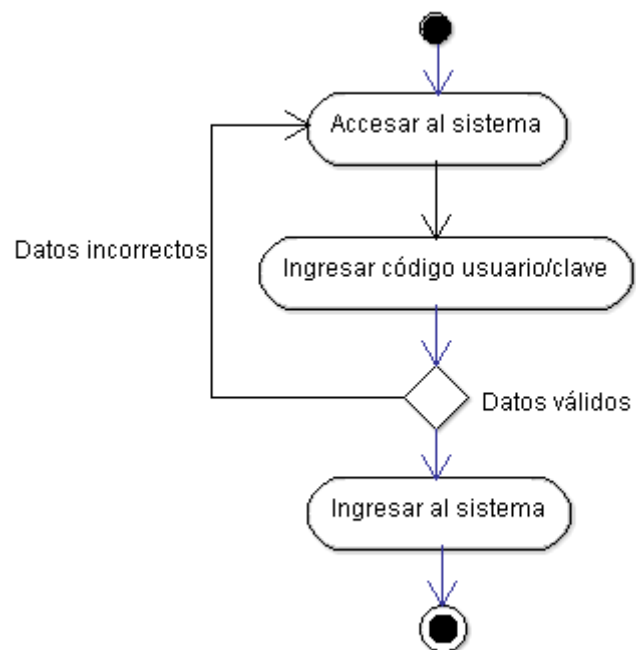 Accesar al sistema
Datos incorrectos
Ingresar código usuario/clave
Datos válidos
Ingresar al sistema